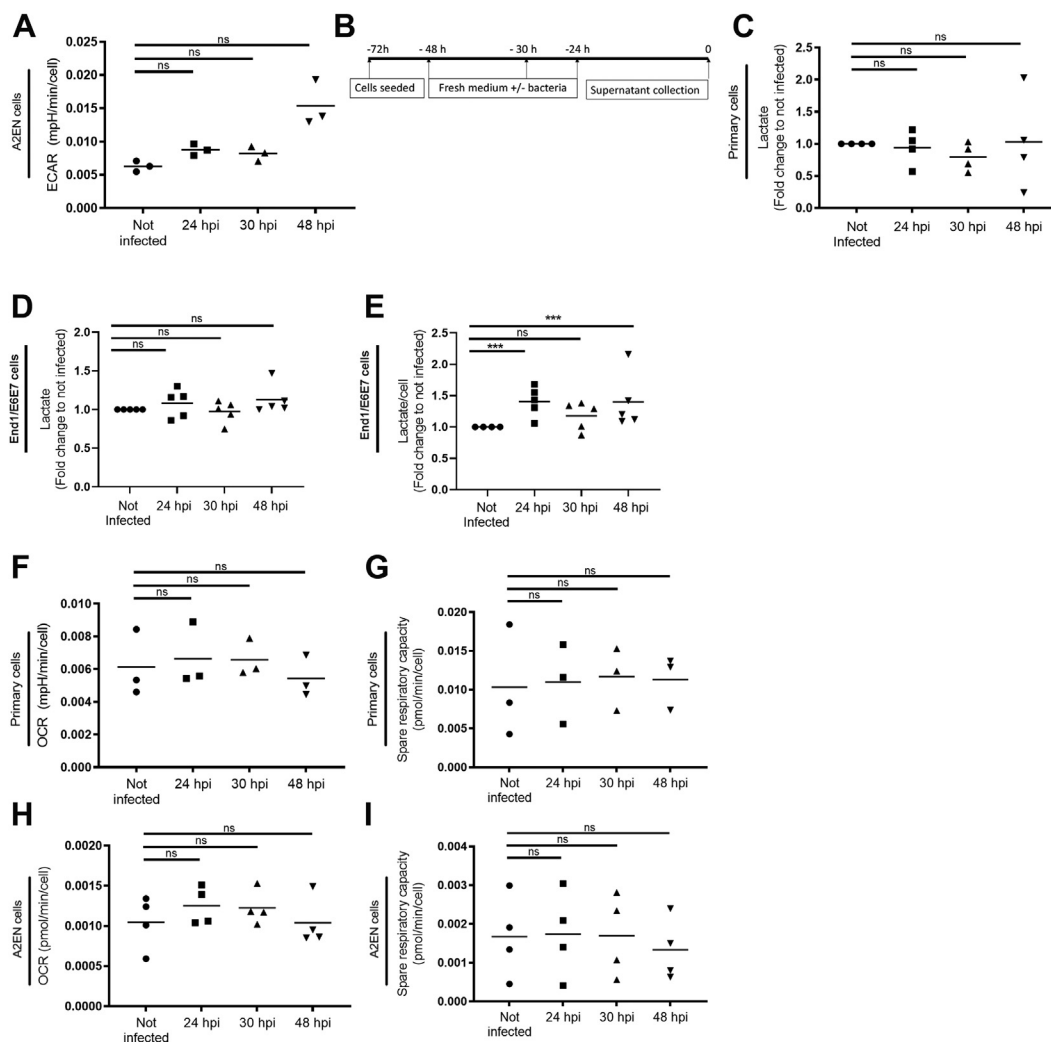 A
A2EN cells
ECAR (mpH/min/cell)
0.025
0.020
0.015
0.010
0.005
0.000
ns
ns
ns
Not
infected
24 hpi
30 hpi
48 hpi
B
-72h
- 48 h
-30 h
-24 h
0
Cells seeded
Fresh medium +/- bacteria
Supernatant collection
C
Primary cells
Lactate
(Fold change to not infected)
2.5
2.0
1.5
1.0
0.5
0.0
ns
ns
ns
Not
Infected
24 hpi
30 hpi
48 hpi
D
End1/E6E7 cells
Lactate
(Fold change to not infected)
2.0
1.5
1.0
0.5
0.0
ns
ns
ns
Not
Infected
24 hpi
30 hpi
48 hpi
E
End1/E6E7 cells
Lactate/cell
(Fold change to not infected)
2.5
2.0
1.5
1.0
0.5
0.0
***
ns
***
Not
Infected
24 hpi
30 hpi
48 hpi
F
Primary cells
OCR (mpH/min/cell)
0.010
0.008
0.006
0.004
0.002
0.000
ns
ns
ns
Not
infected
24 hpi
30 hpi
48 hpi
G
Primary cells
Spare respiratory capacity
(pmol/min/cell)
0.020
0.015
0.010
0.005
0.000
ns
ns
ns
Not
infected
24 hpi
30 hpi
48 hpi
H
A2EN cells
OCR (pmol/min/cell)
0.0020
0.0015
0.0010
0.0005
0.0000
ns
ns
ns
Not
infected
24 hpi
30 hpi
48 hpi
I
A2EN cells
Spare respiratory capacity
(pmol/min/cell)
0.004
0.003
0.002
0.001
0.000
ns
ns
ns
Not
infected
24 hpi
30 hpi
48 hpi